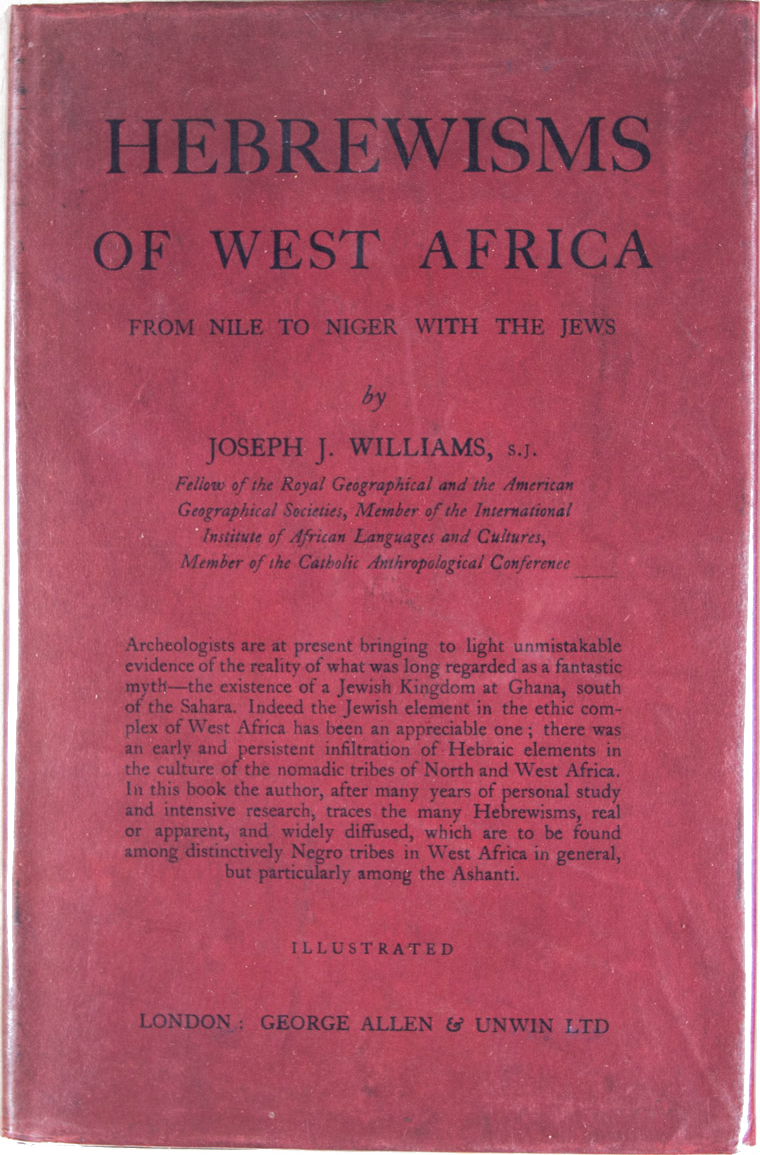 HEBREWISMS
OF WEST AFRICA
FROM NILE TO NIGER WITH THE JEWS
by
JOSEPH J. WILLIAMS, S.J.
Fellow of the Royal Geographical and the American
Geographical Societies, Member of the International
Institute of African Languages and Cultures,
Member of the Catholic Anthropological Conference
Archeologists are at present bringing to light unmistakable
evidence of the reality of what was long regarded as a fantastic
myth—the existence of a Jewish Kingdom at Ghana, south
of the Sahara. Indeed the Jewish element in the ethic com-
plex of West Africa has been an appreciable one ; there was
an early and persistent infiltration of Hebraic elements in
the culture of the nomadic tribes of North and West Africa.
In this book the author, after many years of personal study
and intensive research, traces the many Hebrewisms, real
or apparent, and widely diffused, which are to be found
among distinctively Negro tribes in West Africa in general,
but particularly among the Ashanti.
ILLUSTRATED
LONDON : GEORGE ALLEN & UNWIN LTD